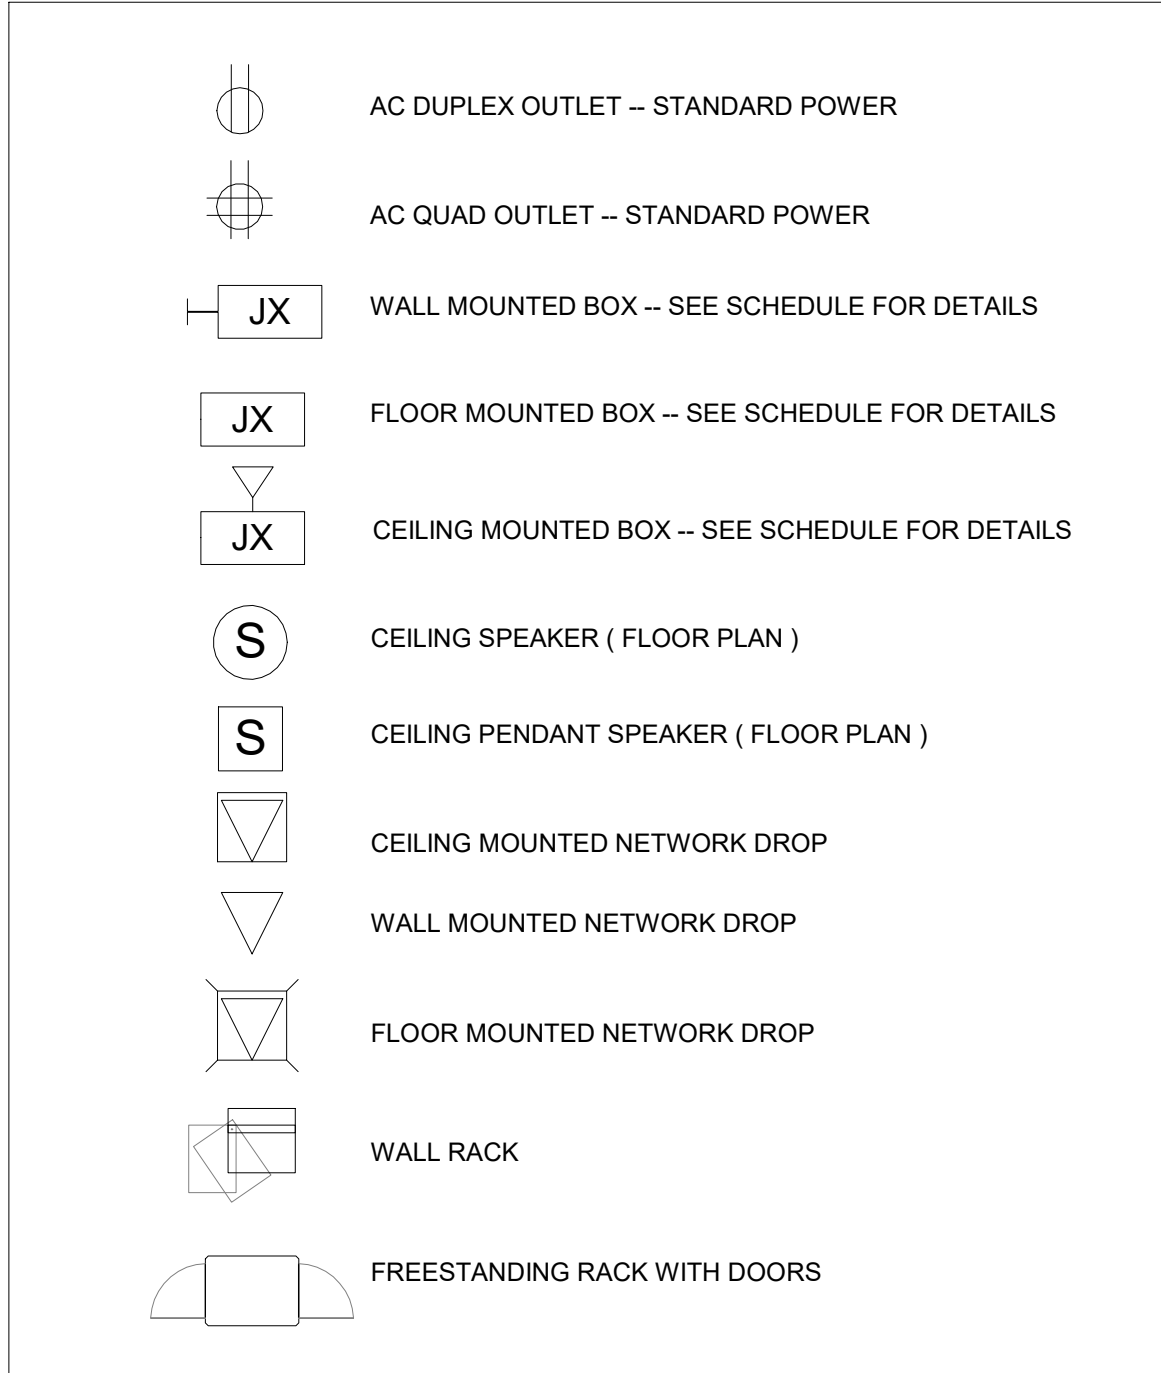 AC DUPLEX OUTLET -- STANDARD POWER
AC QUAD OUTLET -- STANDARD POWER
JX WALL MOUNTED BOX -- SEE SCHEDULE FOR DETAILS
JX FLOOR MOUNTED BOX -- SEE SCHEDULE FOR DETAILS
JX CEILING MOUNTED BOX -- SEE SCHEDULE FOR DETAILS
S CEILING SPEAKER ( FLOOR PLAN )
S CEILING PENDANT SPEAKER ( FLOOR PLAN )
CEILING MOUNTED NETWORK DROP
WALL MOUNTED NETWORK DROP
FLOOR MOUNTED NETWORK DROP
WALL RACK
FREESTANDING RACK WITH DOORS